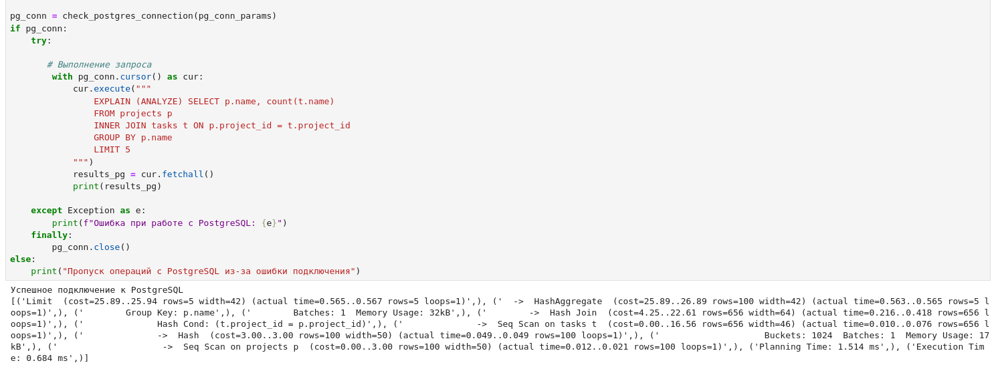 pg_conn = check_postgres_connection(pg_conn_params)
if pg_conn:
    try:
       # Выполнение запроса
        with pg_conn.cursor() as cur:
            cur.execute("""
                EXPLAIN (ANALYZE) SELECT p.name, count(t.name)
                FROM projects p
                INNER JOIN tasks t ON p.project_id = t.project_id
                GROUP BY p.name
                LIMIT 5
            """)
            results_pg = cur.fetchall()
            print(results_pg)
    except Exception as e:
        print(f"Ошибка при работе с PostgreSQL: {e}")
    finally:
        pg_conn.close()
else:
    print("Пропуск операций с PostgreSQL из-за ошибки подключения")
Успешное подключение к PostgreSQL
[('Limit  (cost=25.89..25.94 rows=5 width=42) (actual time=0.565..0.567 rows=5 loops=1)',), ('  ->  HashAggregate  (cost=25.89..26.89 rows=100 width=42) (actual time=0.563..0.565 rows=5 l
oops=1)',), ('        Group Key: p.name',), ('        Batches: 1  Memory Usage: 32kB',), ('        ->  Hash Join  (cost=4.25..22.61 rows=656 width=64) (actual time=0.216..0.418 rows=656 l
oops=1)',), ('              Hash Cond: (t.project_id = p.project_id)',), ('              ->  Seq Scan on tasks t  (cost=0.00..16.56 rows=656 width=46) (actual time=0.010..0.076 rows=656 l
oops=1)',), ('              ->  Hash  (cost=3.00..3.00 rows=100 width=50) (actual time=0.049..0.049 rows=100 loops=1)',), ('                    Buckets: 1024  Batches: 1  Memory Usage: 17
kB',), ('                    ->  Seq Scan on projects p  (cost=0.00..3.00 rows=100 width=50) (actual time=0.012..0.021 rows=100 loops=1)',), ('Planning Time: 1.514 ms',), ('Execution Tim
e: 0.684 ms',)]